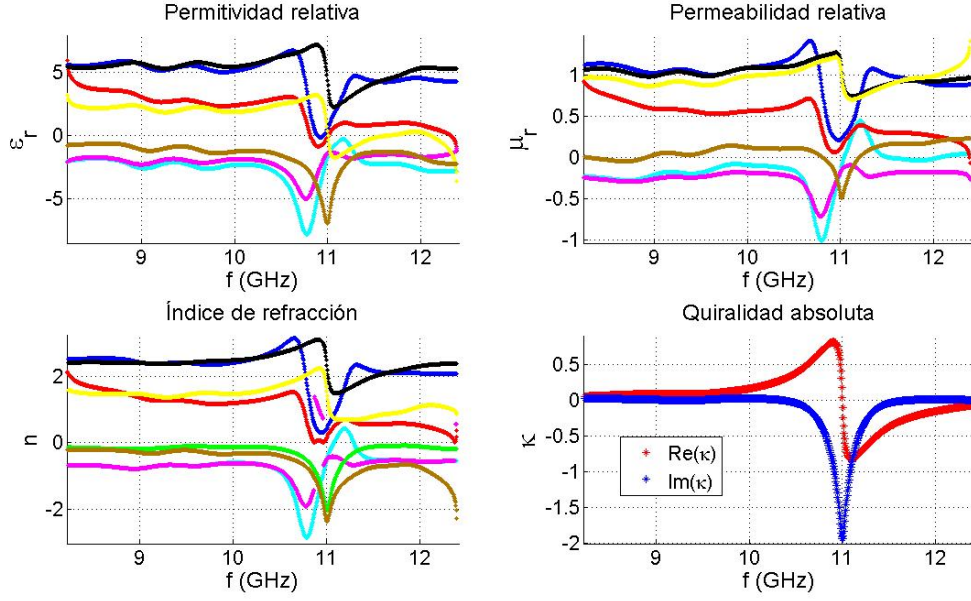 Permitividad relativa
5
0
-5
εr
9 10 11 12
f (GHz)
Permeabilidad relativa
1
0.5
0
-0.5
-1
μr
9 10 11 12
f (GHz)
Índice de refracción
2
0
-2
n
9 10 11 12
f (GHz)
Quiralidad absoluta
0.5
0
-0.5
-1
-1.5
-2
κ
Re(κ)
Im(κ)
9 10 11 12
f (GHz)